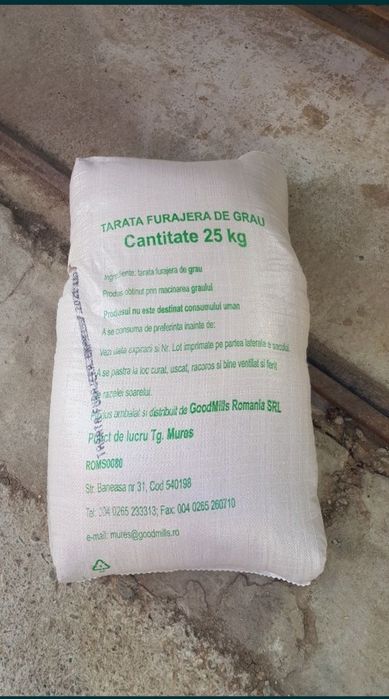 TARATA FURAJERA DE GRAU
Cantitate 25 kg
Ingrediente: tarata furajera de grau
Produs obtinut prin macinarea graului
Produsul nu este destinat consumului uman
A se consuma de preferinta inainte de:
Vezi data expirarii si Nr. Lot imprimate pe partea laterala a sacului.
A se pastra la loc curat, uscat, racoros si bine ventilat si ferit
razelei soarelui.
ambalat si distribuit de GoodMills Romania SRL
Punct de lucru Tg. Mures
ROMS0080
Str. Baneasa nr 31, Cod 540198
Tel: 004 0265 233313; Fax: 004 0265 260710
e-mail: mures@goodmills.ro
TARATA FURAJERA